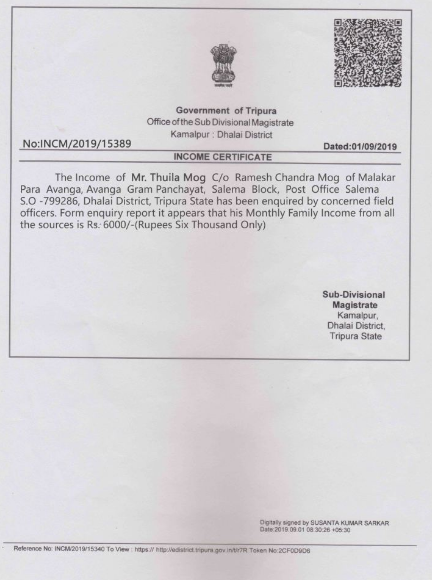 Government of Tripura
Office of the Sub Divisional Magistrate
Kamalpur : Dhalai District
No:INCM/2019/15389
Dated:01/09/2019
INCOME CERTIFICATE
The Income of Mr. Thuila Mog C/o Ramesh Chandra Mog of Malakar
Para Avanga, Avanga Gram Panchayat, Salema Block, Post Office Salema
S.O -799286, Dhalai District, Tripura State has been enquired by concerned field
officers. Form enquiry report it appears that his Monthly Family Income from all
the sources is Rs. 6000/-(Rupees Six Thousand Only)
Sub-Divisional
Magistrate
Kamalpur,
Dhalai District,
Tripura State
Digitally signed by SUSANTA KUMAR SARKAR
Date:2019.09.01 08:30:26 +05:30
Reference No: INCM/2019/15340 To View : https:// http://edistrict.tripura.gov.in/ Token No:2CF0D9D6